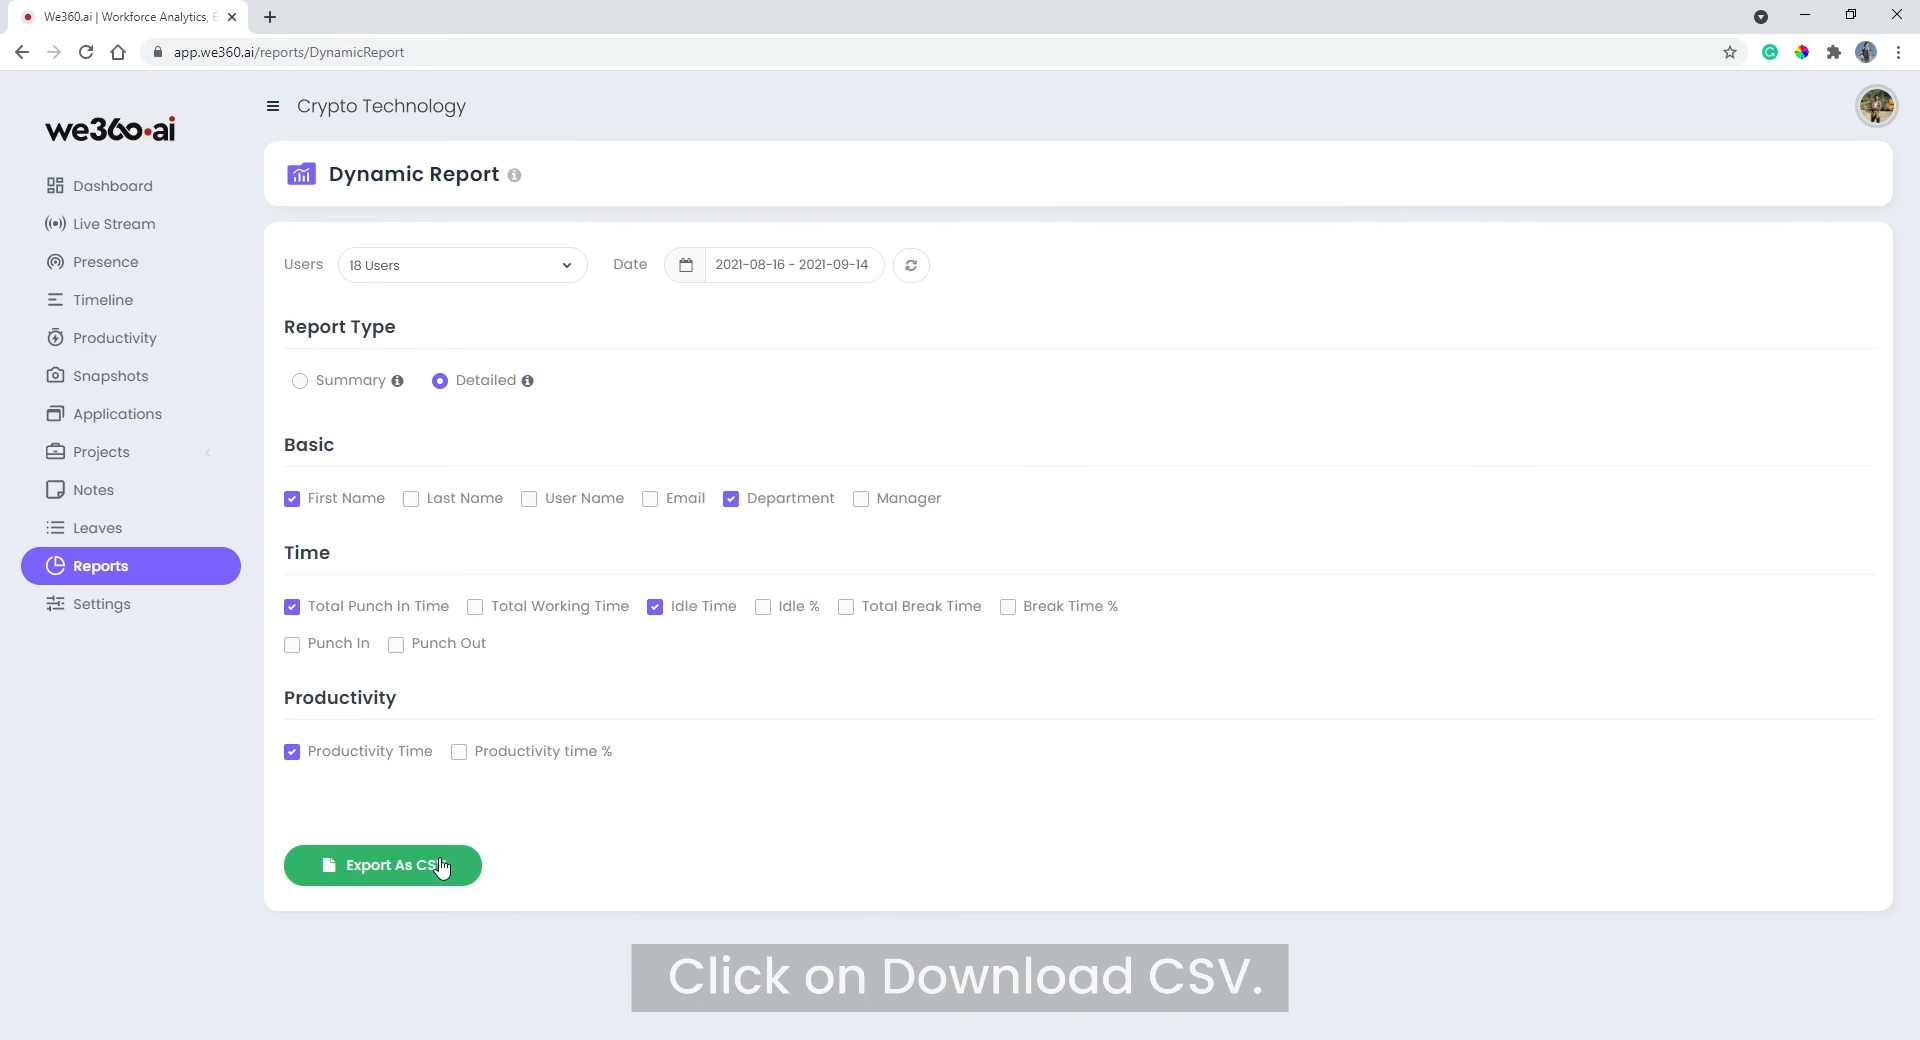 We360.ai | Workforce Analytics,
app.we360.ai/reports/DynamicReport
we360.ai
Crypto Technology
Dynamic Report
Dashboard
Live Stream
Presence
Timeline
Productivity
Snapshots
Applications
Projects
Notes
Leaves
Reports
Settings
Users 18 Users Date 2021-08-16 - 2021-09-14
Report Type
Summary Detailed
Basic
First Name Last Name User Name Email Department Manager
Time
Total Punch In Time Total Working Time Idle Time Idle % Total Break Time Break Time %
Punch In Punch Out
Productivity
Productivity Time Productivity time %
Export As
Click on Download CSV.